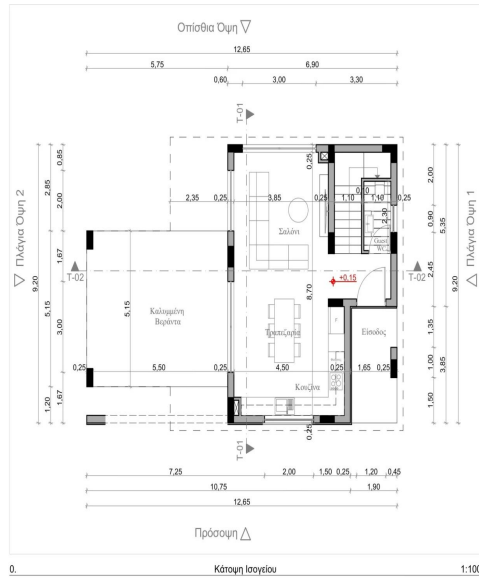 Οπίσθια Όψη
12,65
5,75 6,90
0,60 3,00 3,30
T-01
0,25
0,85
2,85
2,00
2,35 0,25 3,85 0,25 1,10 0,10 1,10 0,25
2,30
Σαλόνι
Guest
WC
2,00
0,90
5,35
Πλάγια Όψη 2
Πλάγια Όψη 1
T-02
T-02
9,20
9,20
1,67
5,15
5,15
3,00
8,70
+0,15
2,45
Καλυμμένη
Βεράντα
Τραπεζαρία
Είσοδος
1,35
3,85
1,00
0,25 5,50 0,25 4,50 0,25 1,65 0,25
Κουζίνα
1,20
1,67
1,50
0,25
T-01
7,25 2,00 1,50 0,25 1,20 0,45
10,75 1,90
12,65
Πρόσοψη
0. Κάτοψη Ισογείου 1:100